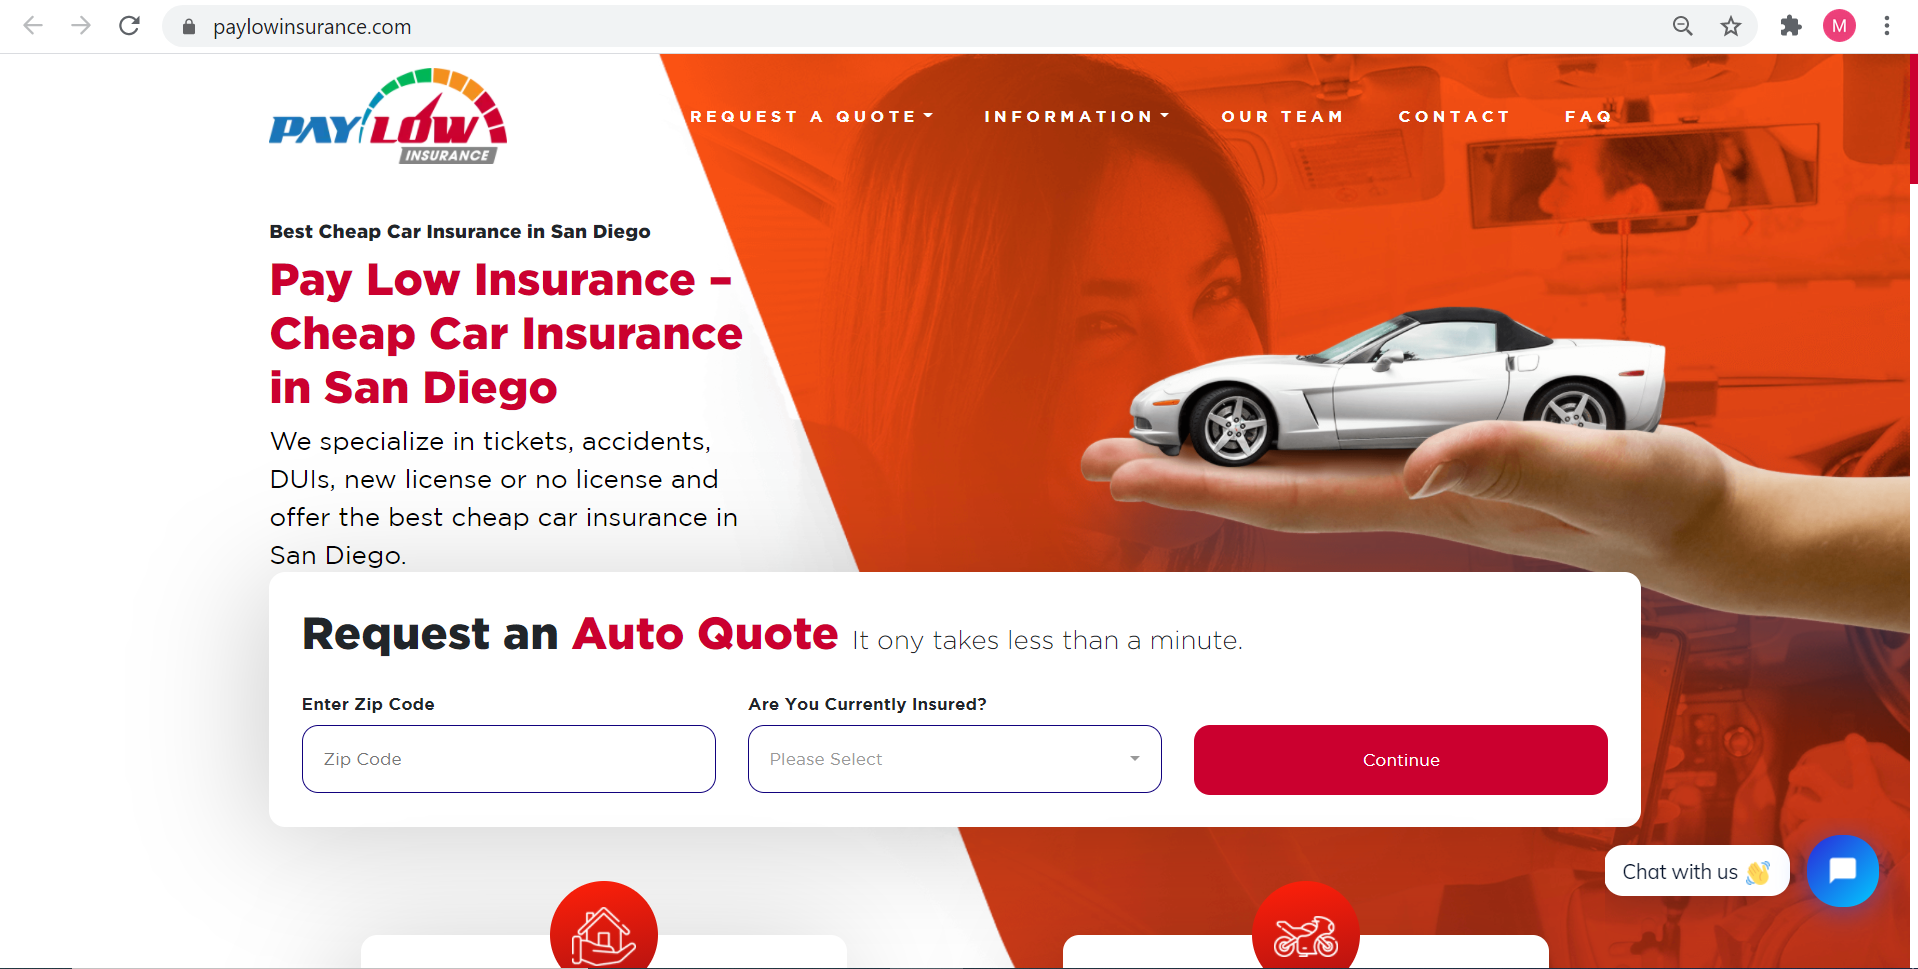 paylowinsurance.com
M
PAY LOW
INSURANCE
REQUEST A QUOTE
INFORMATION
OUR TEAM
CONTACT
FAQ
Best Cheap Car Insurance in San Diego
Pay Low Insurance –
Cheap Car Insurance
in San Diego
We specialize in tickets, accidents,
DUIs, new license or no license and
offer the best cheap car insurance in
San Diego.
Request an Auto Quote It ony takes less than a minute.
Enter Zip Code
Zip Code
Are You Currently Insured?
Please Select
Continue
Chat with us 👋